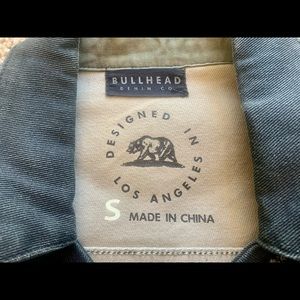 BULLHEAD
DENIM CO.
DESIGNED IN
LOS ANGELES
S MADE IN CHINA